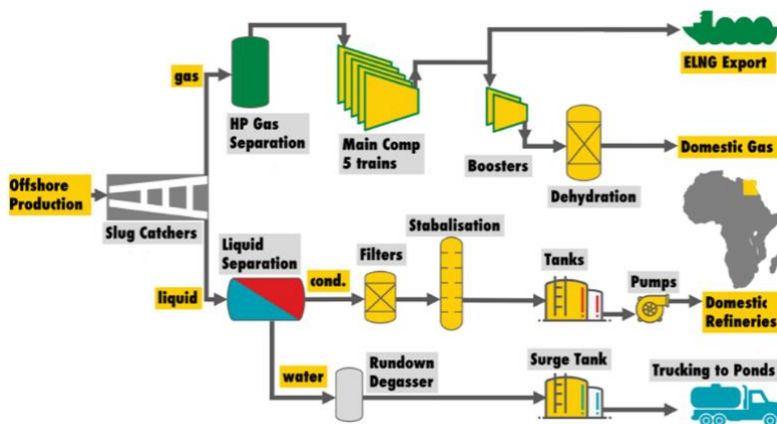 gas
HP Gas
Separation
Main Comp
5 trains
Boosters
Dehydration
ELNG Export
Domestic Gas
Offshore
Production
Slug Catchers
liquid
Liquid
Separation
cond.
Filters
Stabalisation
Tanks
Pumps
Domestic
Refineries
water
Rundown
Degasser
Surge Tank
Trucking to Ponds